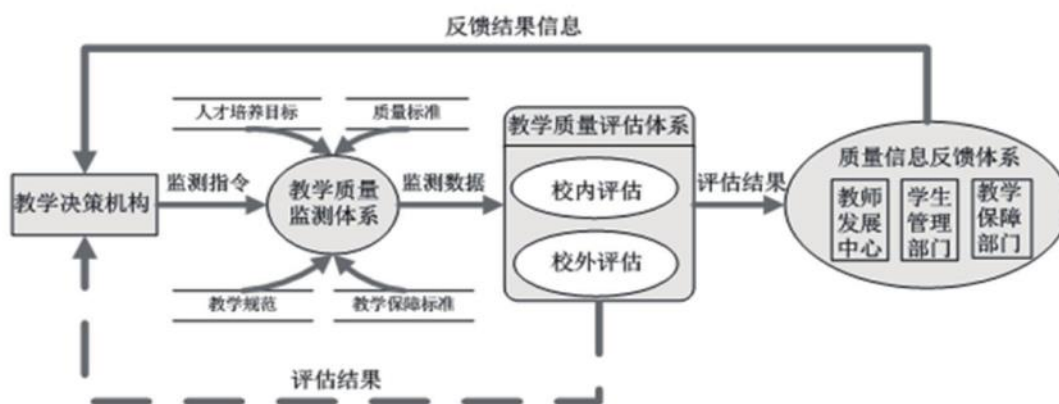 反馈结果信息
人才培养目标
质量标准
教学质量评估体系
质量信息反馈体系
教学决策机构
监测指令
教学质量
监测体系
监测数据
校内评估
评估结果
教师
发展
中心
学生
管理
部门
教学
保障
部门
校外评估
教学规范
教学保障标准
评估结果